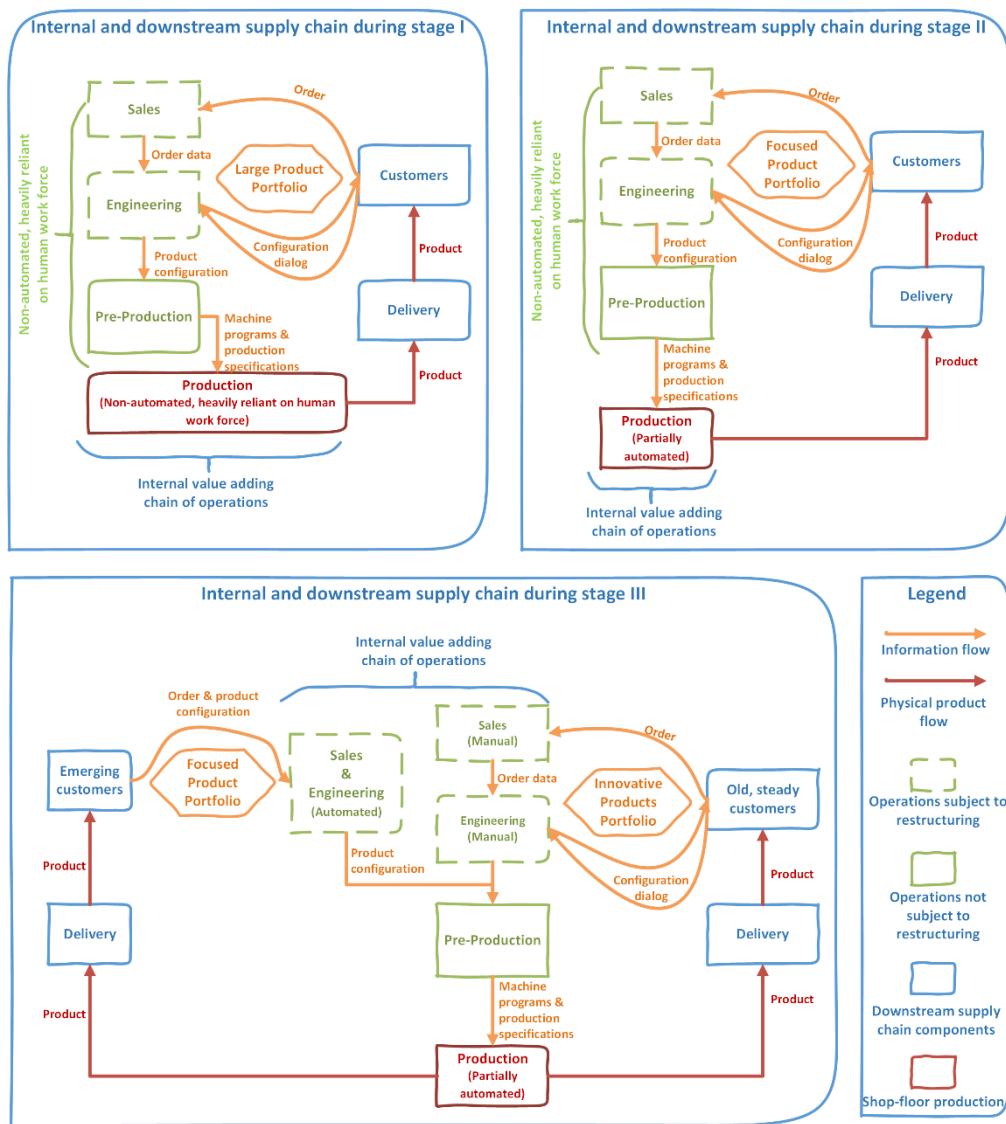 Internal and downstream supply chain during stage I
Order
Sales
Order data
Large Product
Portfolio
Customers
Engineering
Non-automated, heavily reliant
on human work force
Configuration
dialog
Product
Product
configuration
Pre-Production
Delivery
Machine
programs &
production
specifications
Product
Production
(Non-automated, heavily reliant on human
work force)
Internal value adding
chain of operations
Internal and downstream supply chain during stage II
Order
Sales
Order data
Focused
Product
Portfolio
Customers
Engineering
Non-automated, heavily reliant
on human work force
Product
configuration
Configuration
dialog
Product
Pre-Production
Delivery
Machine
programs &
production
specifications
Product
Production
(Partially
automated)
Internal value adding
chain of operations
Internal and downstream supply chain during stage III
Internal value adding
chain of operations
Order & product
configuration
Emerging
customers
Focused
Product
Portfolio
Sales
&
Engineering
(Automated)
Sales
(Manual)
Order
Order data
Engineering
(Manual)
Innovative
Products
Portfolio
Old, steady
customers
Product
Product
configuration
Configuration
dialog
Product
Delivery
Pre-Production
Delivery
Product
Machine
programs &
production
specifications
Product
Production
(Partially
automated)
Legend
Information flow
Physical product
flow
Operations subject to
restructuring
Operations not
subject to
restructuring
Downstream supply
chain components
Shop-floor production